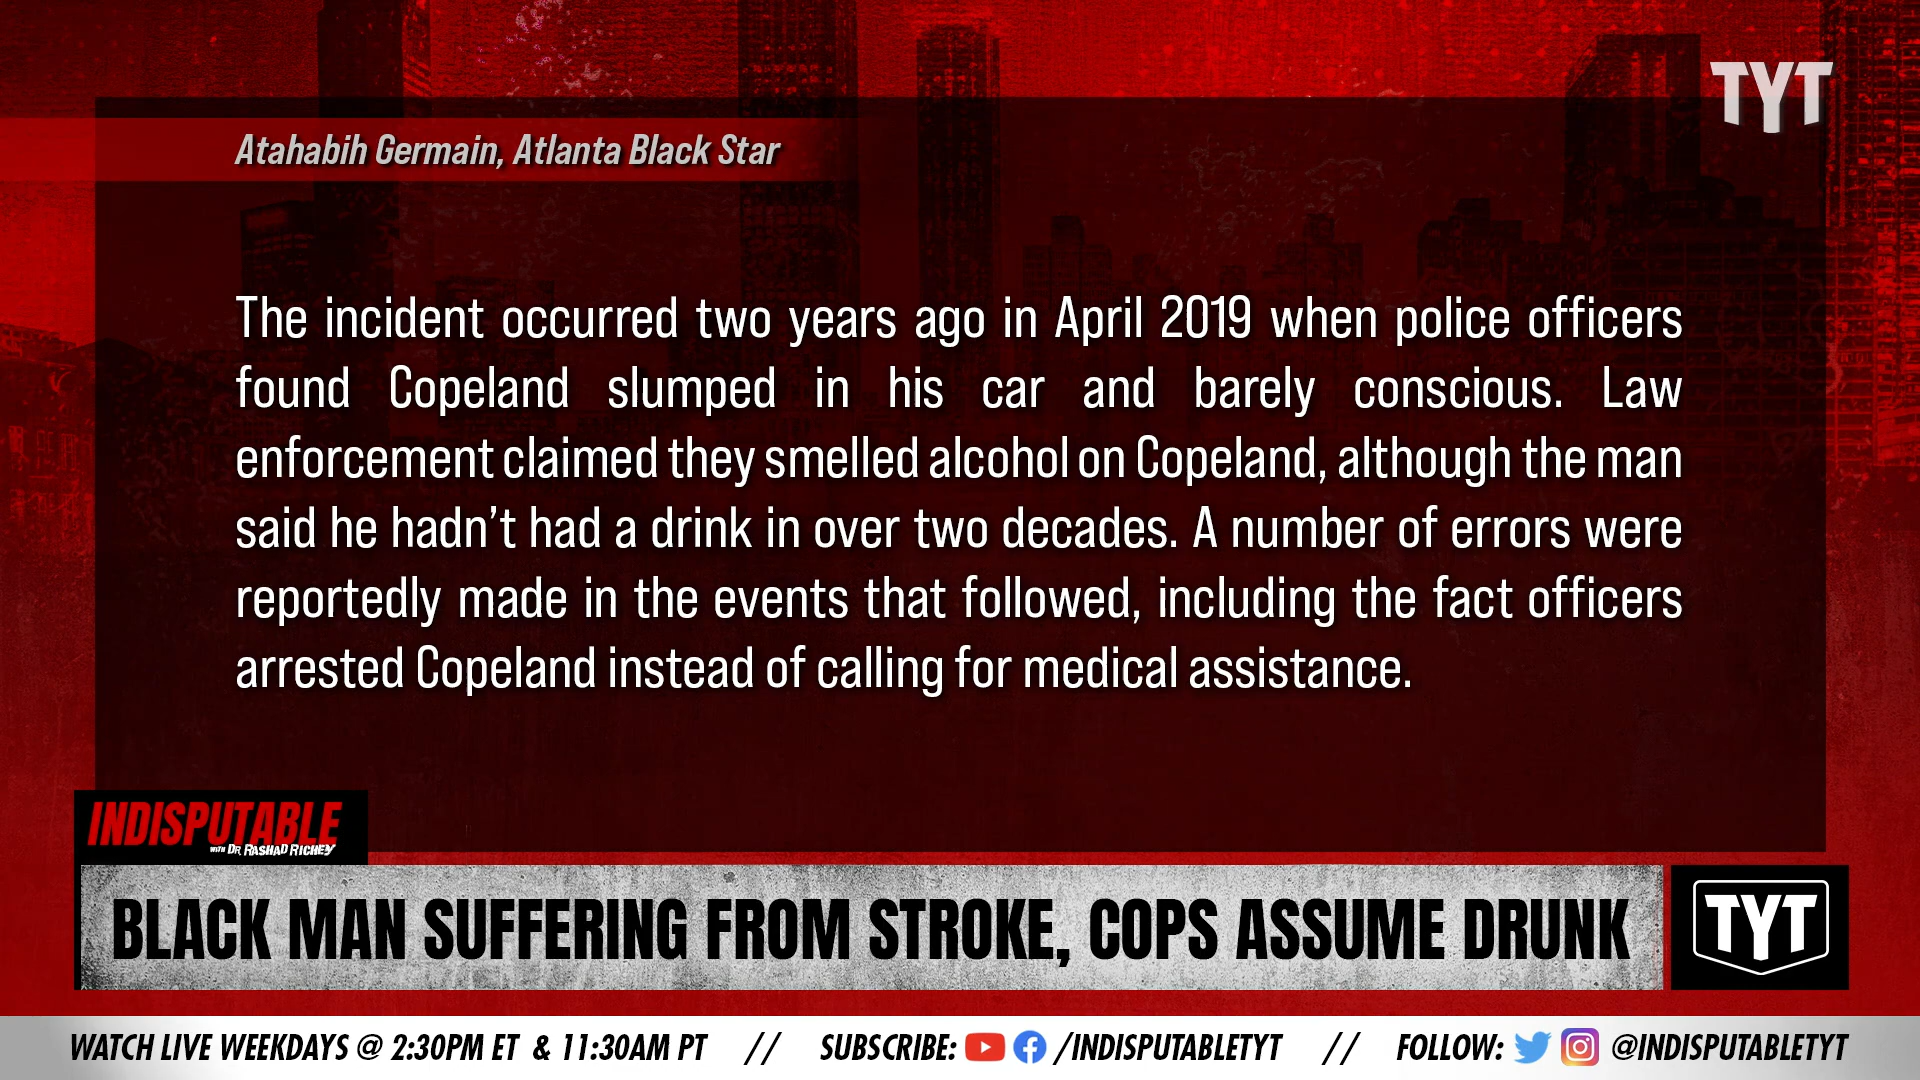 TYT
Atahabih Germain, Atlanta Black Star
The incident occurred two years ago in April 2019 when police officers
found Copeland slumped in his car and barely conscious. Law
enforcement claimed they smelled alcohol on Copeland, although the man
said he hadn’t had a drink in over two decades. A number of errors were
reportedly made in the events that followed, including the fact officers
arrested Copeland instead of calling for medical assistance.
INDISPUTABLE
WITH DR RASHAD RICHEY
BLACK MAN SUFFERING FROM STROKE, COPS ASSUME DRUNK
TYT
WATCH LIVE WEEKDAYS @ 2:30PM ET & 11:30AM PT // SUBSCRIBE: /INDISPUTABLETYT // FOLLOW: @INDISPUTABLETYT